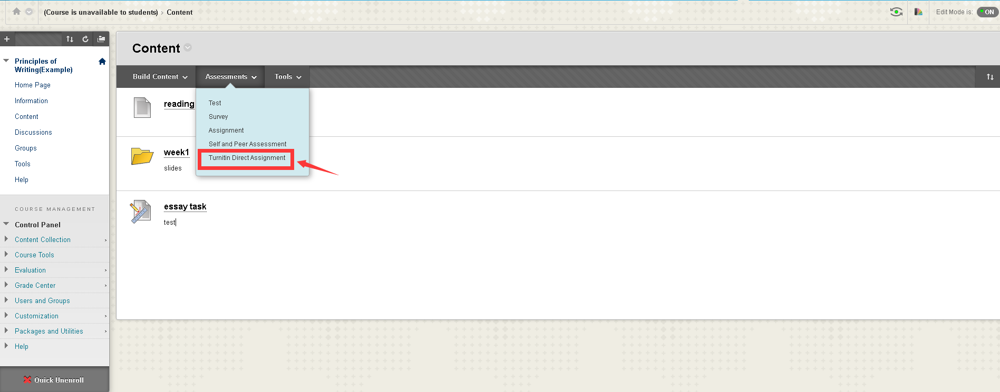 (Course is unavailable to students) › Content
Edit Mode is: ON
Principles of
Writing(Example)
Home Page
Information
Content
Discussions
Groups
Tools
Help
COURSE MANAGEMENT
Control Panel
Content Collection
Course Tools
Evaluation
Grade Center
Users and Groups
Customization
Packages and Utilities
Help
Quick Unenroll
Content
Build Content Assessments Tools
Test
Survey
Assignment
Self and Peer Assessment
Turnitin Direct Assignment
reading
week1
slides
essay task
test